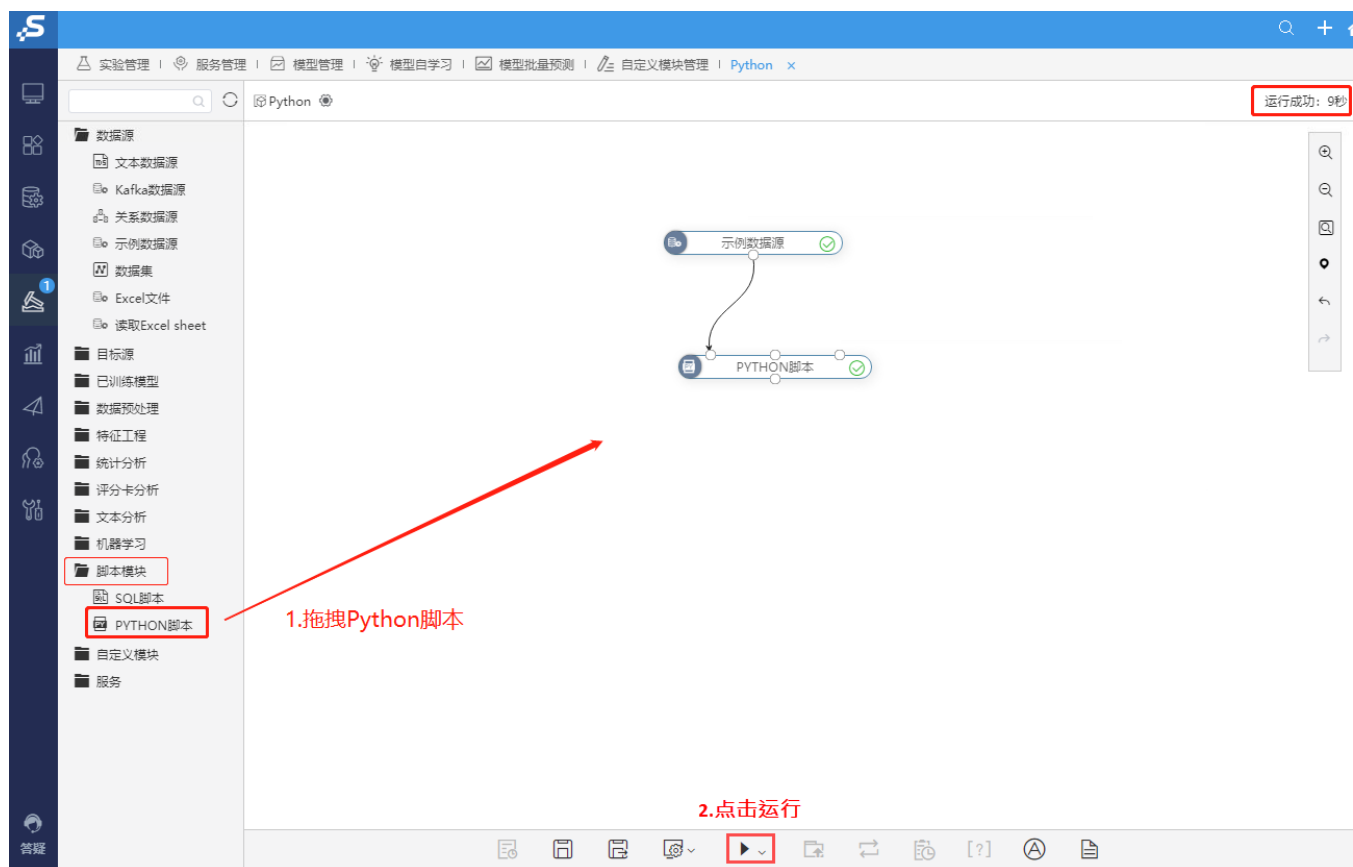 S
实验管理 服务管理 模型管理 模型自学习 模型批量预测 自定义模块管理 Python ×
Python
运行成功：9秒
数据源
文本数据源
Kafka数据源
关系数据源
示例数据源
数据集
Excel文件
读取Excel sheet
目标源
已训练模型
数据预处理
特征工程
统计分析
评分卡分析
文本分析
机器学习
脚本模块
SQL脚本
PYTHON脚本
自定义模块
服务
1
示例数据源
PYTHON脚本
1.拖拽Python脚本
2.点击运行
答疑
[?]
A